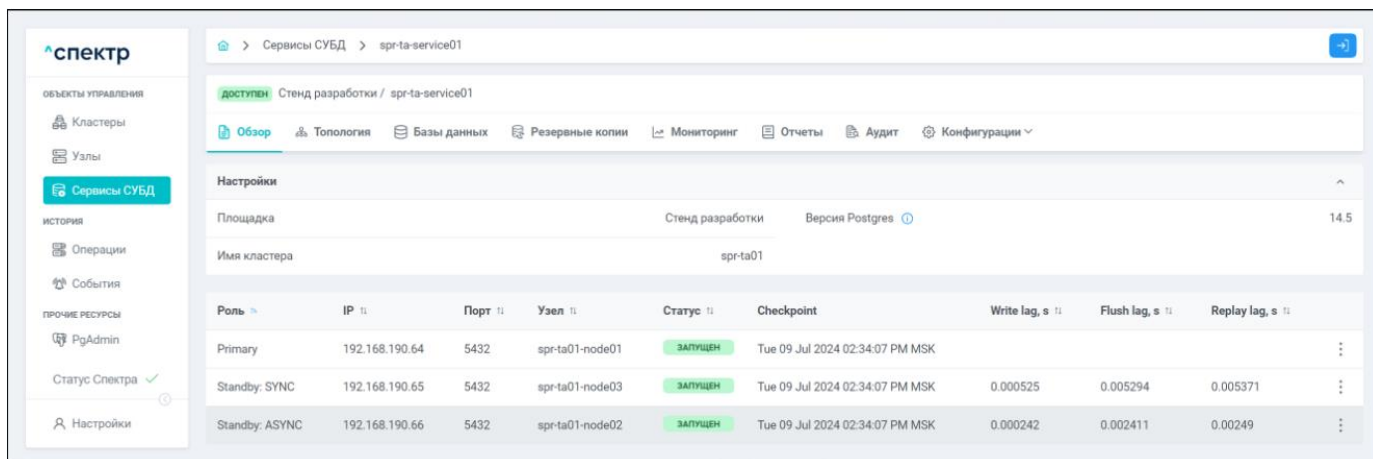 ^спектр
ОБЪЕКТЫ УПРАВЛЕНИЯ
Кластеры
Узлы
Сервисы СУБД
ИСТОРИЯ
Операции
События
ПРОЧИЕ РЕСУРСЫ
PgAdmin
Статус Спектра
Настройки
> Сервисы СУБД > spr-ta-service01
ДОСТУПЕН Стенд разработки / spr-ta-service01
Обзор Топология Базы данных Резервные копии Мониторинг Отчеты Аудит Конфигурации
Настройки
Площадка Стенд разработки Версия Postgres 14.5
Имя кластера spr-ta01
Роль IP Порт Узел Статус Checkpoint Write lag, s Flush lag, s Replay lag, s
Primary 192.168.190.64 5432 spr-ta01-node01 ЗАПУЩЕН Tue 09 Jul 2024 02:34:07 PM MSK
Standby: SYNC 192.168.190.65 5432 spr-ta01-node03 ЗАПУЩЕН Tue 09 Jul 2024 02:34:07 PM MSK 0.000525 0.005294 0.005371
Standby: ASYNC 192.168.190.66 5432 spr-ta01-node02 ЗАПУЩЕН Tue 09 Jul 2024 02:34:07 PM MSK 0.000242 0.002411 0.00249